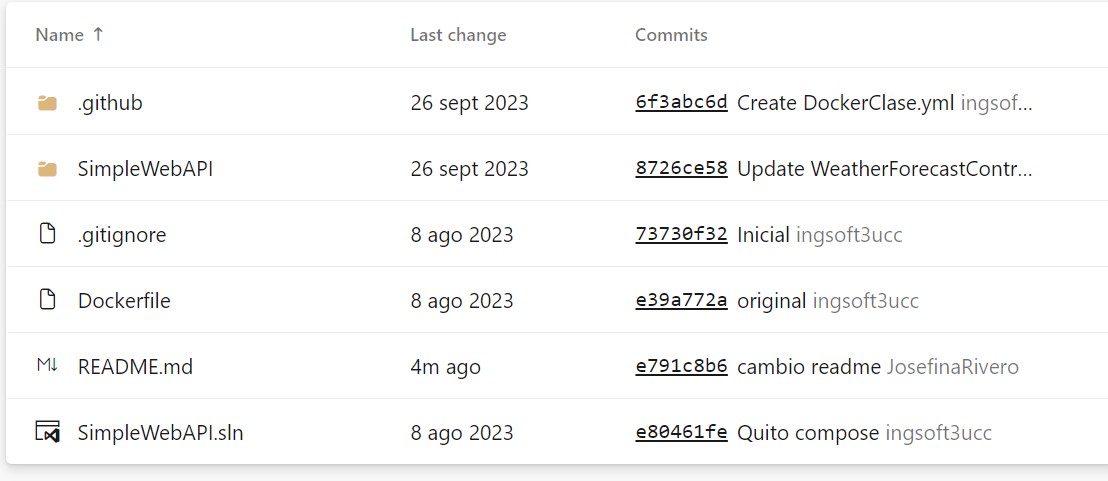 Name ↑ Last change Commits
.github 26 sept 2023 6f3abc6d Create DockerClase.yml ingsof...
SimpleWebAPI 26 sept 2023 8726ce58 Update WeatherForecastContr...
.gitignore 8 ago 2023 73730f32 Inicial ingsoft3ucc
Dockerfile 8 ago 2023 e39a772a original ingsoft3ucc
M↓ README.md 4m ago e791c8b6 cambio readme JosefinaRivero
SimpleWebAPI.sln 8 ago 2023 e80461fe Quito compose ingsoft3ucc